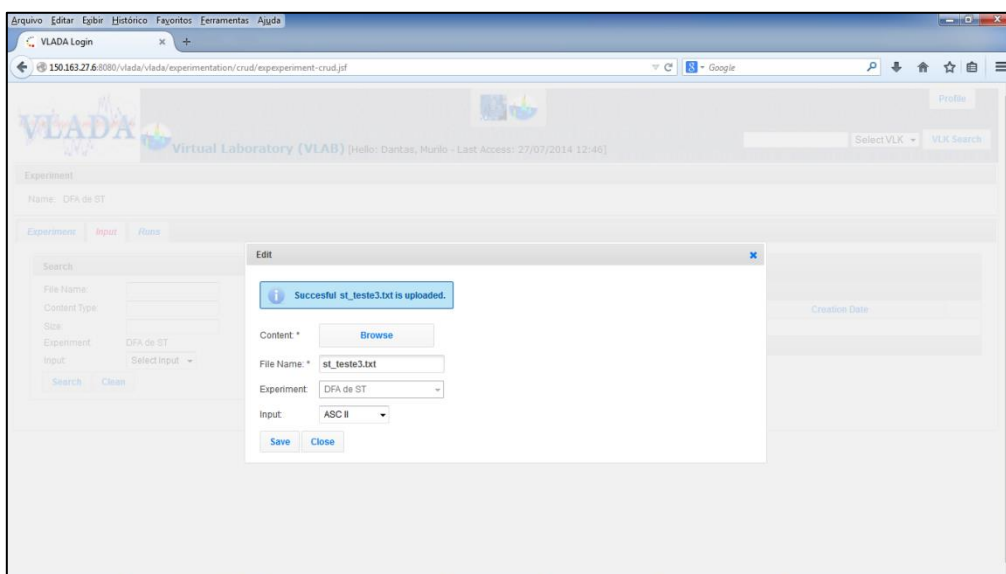 Arquivo Editar Exibir Histórico Favoritos Ferramentas Ajuda
VLADA Login
150.163.27.6:8080/vlada/vlada/experimentation/crud/expexperiment-crud.jsf
Google
VLADA
Virtual Laboratory (VLAB) [Hello: Dantas, Murilo - Last Access: 27/07/2014 12:46]
Profile
Select VLK
VLK Search
Experiment
Name: DFA de ST
Experiment Input Runs
Search
File Name:
Content Type:
Size:
Experiment: DFA de ST
Input: Select Input
Search Clean
Creation Date
Edit
Succesful st_teste3.txt is uploaded.
Content: * Browse
File Name: * st_teste3.txt
Experiment: DFA de ST
Input: ASC II
Save Close